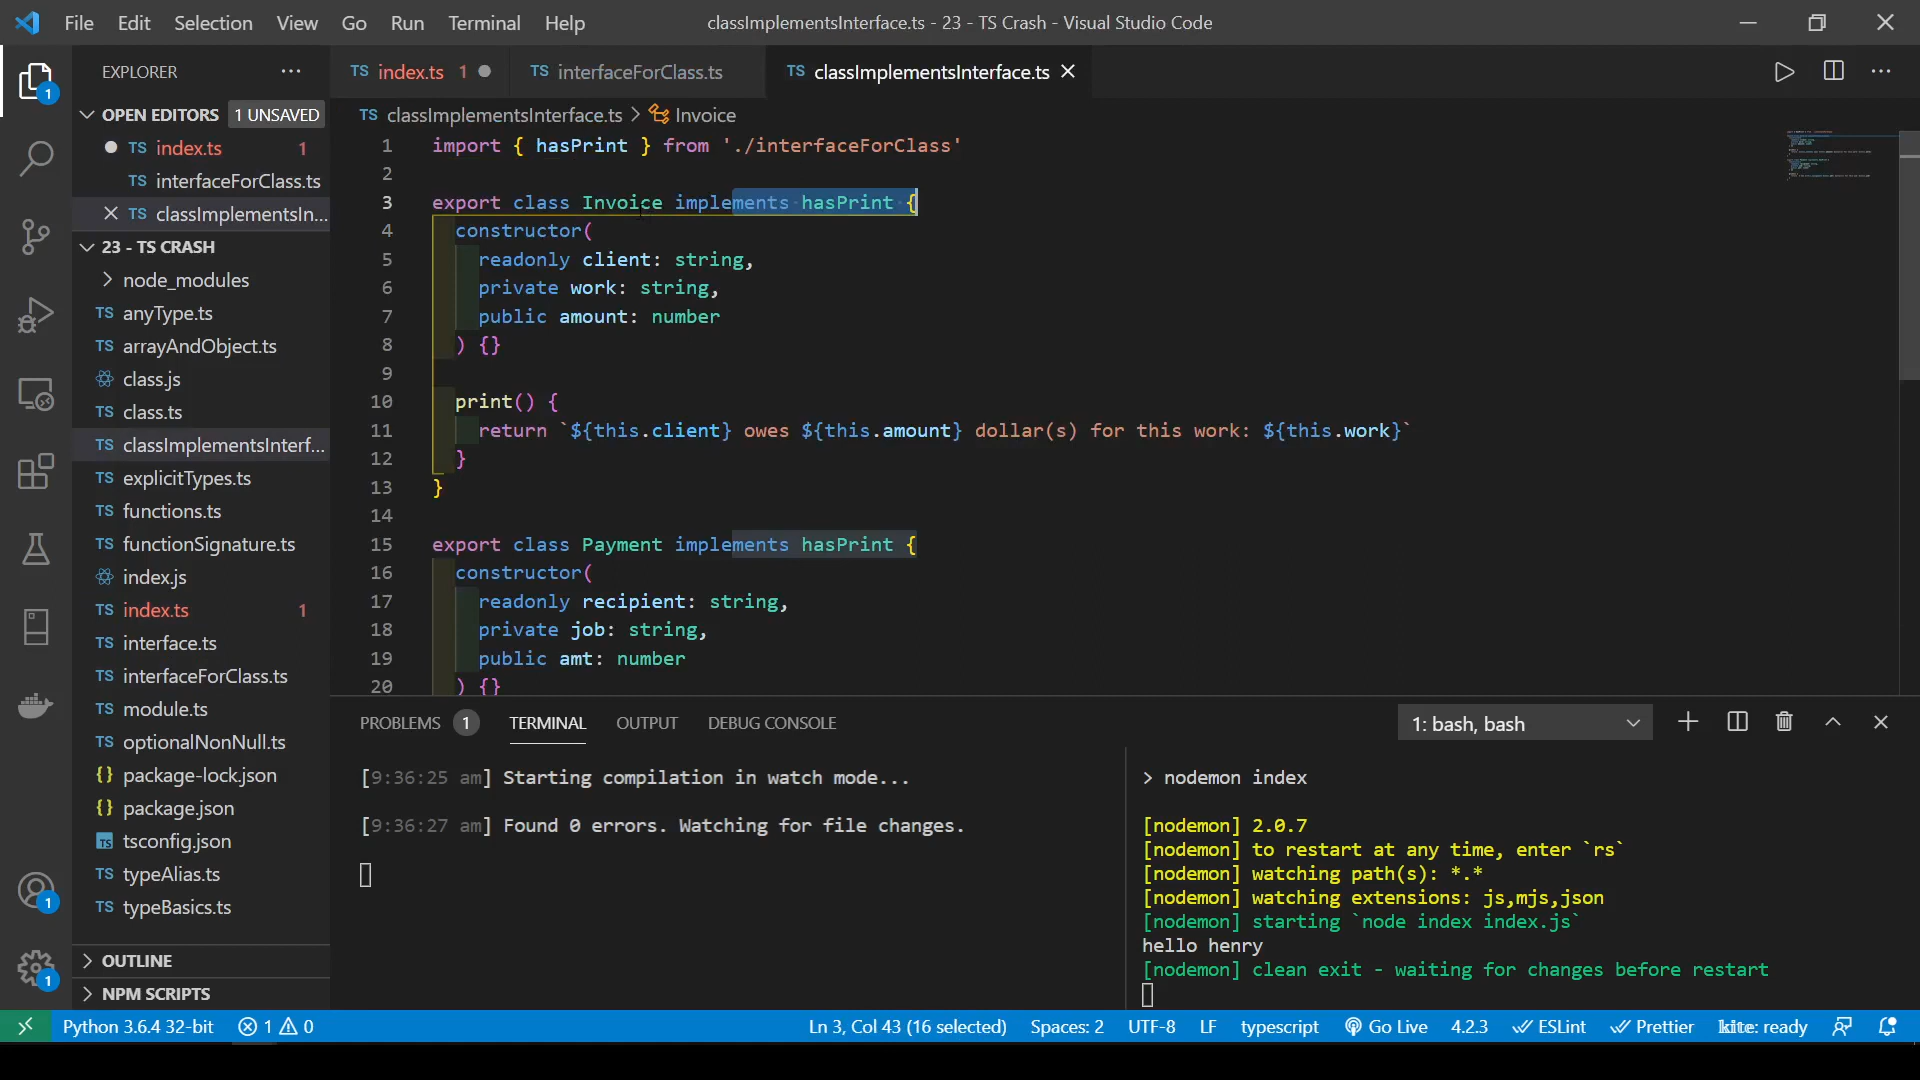 File Edit Selection View Go Run Terminal Help classImplementsInterface.ts - 23 - TS Crash - Visual Studio Code
EXPLORER
TS index.ts 1
TS interfaceForClass.ts
TS classImplementsInterface.ts
OPEN EDITORS 1 UNSAVED
TS index.ts 1
TS interfaceForClass.ts
TS classImplementsIn...
23 - TS CRASH
node_modules
TS anyType.ts
TS arrayAndObject.ts
class.js
TS class.ts
TS classImplementsInterf...
TS explicitTypes.ts
TS functions.ts
TS functionSignature.ts
index.js
TS index.ts 1
TS interface.ts
TS interfaceForClass.ts
TS module.ts
TS optionalNonNull.ts
{} package-lock.json
{} package.json
TS tsconfig.json
TS typeAlias.ts
TS typeBasics.ts
OUTLINE
NPM SCRIPTS
1
1
1
TS classImplementsInterface.ts > Invoice
1 import { hasPrint } from './interfaceForClass'
2
3 export class Invoice implements hasPrint {
4 constructor(
5 readonly client: string,
6 private work: string,
7 public amount: number
8 ) {}
9
10 print() {
11 return `${this.client} owes ${this.amount} dollar(s) for this work: ${this.work}`
12 }
13 }
14
15 export class Payment implements hasPrint {
16 constructor(
17 readonly recipient: string,
18 private job: string,
19 public amt: number
20 ) {}
PROBLEMS 1 TERMINAL OUTPUT DEBUG CONSOLE 1: bash, bash
[9:36:25 am] Starting compilation in watch mode...
[9:36:27 am] Found 0 errors. Watching for file changes.
> nodemon index
[nodemon] 2.0.7
[nodemon] to restart at any time, enter `rs`
[nodemon] watching path(s): *.*
[nodemon] watching extensions: js,mjs,json
[nodemon] starting `node index index.js`
hello henry
[nodemon] clean exit - waiting for changes before restart
Python 3.6.4 32-bit 1 0 Ln 3, Col 43 (16 selected) Spaces: 2 UTF-8 LF typescript Go Live 4.2.3 ESLint Prettier kite: ready